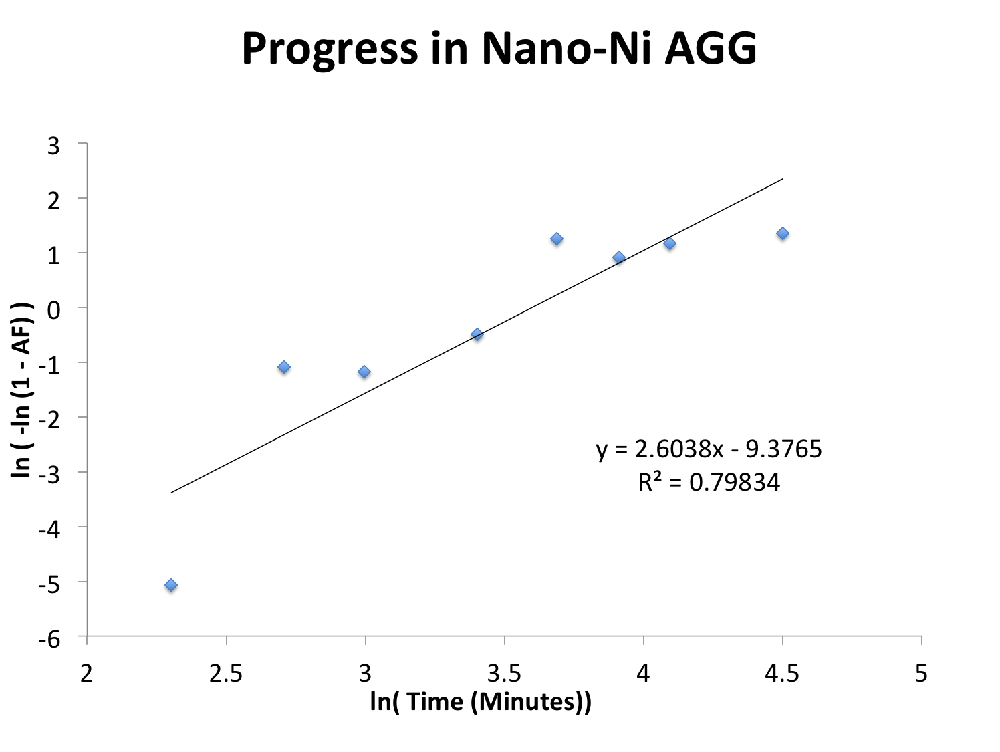 Progress in Nano-Ni AGG
3
2
1
0
-1
-2
-3
-4
-5
-6
ln ( -ln (1 - AF) )
y = 2.6038x - 9.3765
R² = 0.79834
2 2.5 3 3.5 4 4.5 5
ln( Time (Minutes))